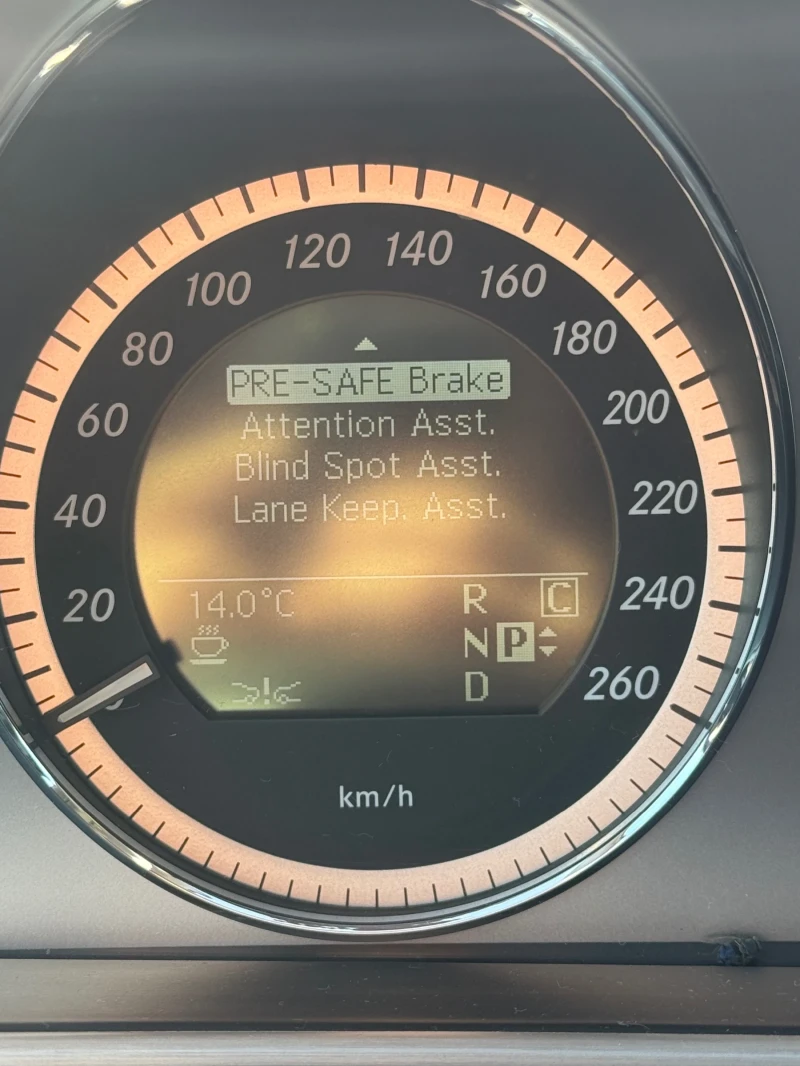 120 140
100 160
80 180
PRE-SAFE Brake
60 200
Attention Asst.
Blind Spot Asst.
Lane Keep. Asst.
40 220
20 14.0°C R C 240
N P
D 260
km/h